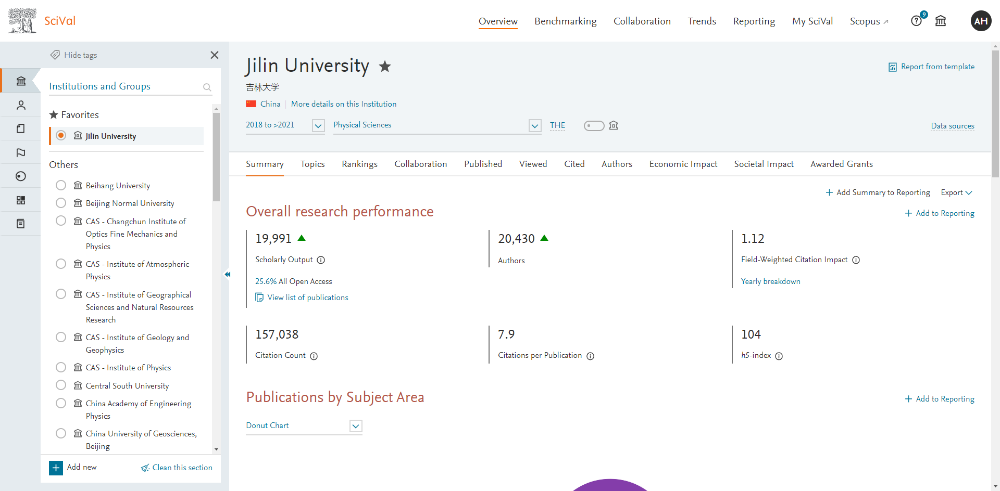 SciVal
Overview
Benchmarking
Collaboration
Trends
Reporting
My SciVal
Scopus
9
AH
Hide tags
Institutions and Groups
Favorites
Jilin University
Others
Beihang University
Beijing Normal University
CAS - Changchun Institute of
Optics Fine Mechanics and
Physics
CAS - Institute of Atmospheric
Physics
CAS - Institute of Geographical
Sciences and Natural Resources
Research
CAS - Institute of Geology and
Geophysics
CAS - Institute of Physics
Central South University
China Academy of Engineering
Physics
China University of Geosciences,
Beijing
Add new
Clean this section
Jilin University
吉林大学
China
More details on this Institution
Report from template
2018 to >2021
Physical Sciences
THE
Data sources
Summary
Topics
Rankings
Collaboration
Published
Viewed
Cited
Authors
Economic Impact
Societal Impact
Awarded Grants
Add Summary to Reporting
Export
Overall research performance
Add to Reporting
19,991
Scholarly Output
25.6% All Open Access
View list of publications
20,430
Authors
1.12
Field-Weighted Citation Impact
Yearly breakdown
157,038
Citation Count
7.9
Citations per Publication
104
h5-index
Publications by Subject Area
Add to Reporting
Donut Chart